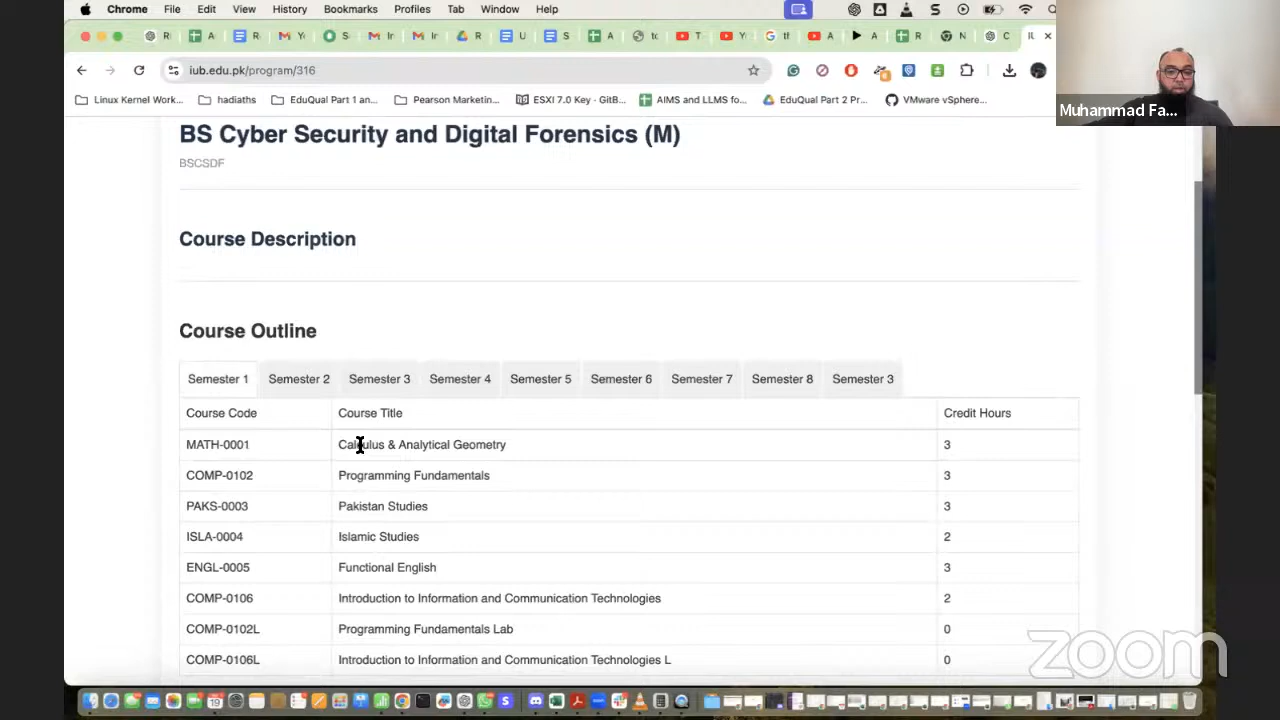 Chrome File Edit View History Bookmarks Profiles Tab Window Help
iub.edu.pk/program/316
Linux Kernel Work... hadiaths EduQual Part 1 an... Pearson Marketin... ESXI 7.0 Key - GitB... AIMS and LLMS fo... EduQual Part 2 Pr... VMware vSphere...
Muhammad Fa...
BS Cyber Security and Digital Forensics (M)
BSCSDF
Course Description
Course Outline
Semester 1 Semester 2 Semester 3 Semester 4 Semester 5 Semester 6 Semester 7 Semester 8 Semester 3
Course Code Course Title Credit Hours
MATH-0001 Calculus & Analytical Geometry 3
COMP-0102 Programming Fundamentals 3
PAKS-0003 Pakistan Studies 3
ISLA-0004 Islamic Studies 2
ENGL-0005 Functional English 3
COMP-0106 Introduction to Information and Communication Technologies 2
COMP-0102L Programming Fundamentals Lab 0
COMP-0106L Introduction to Information and Communication Technologies L 0
zoom